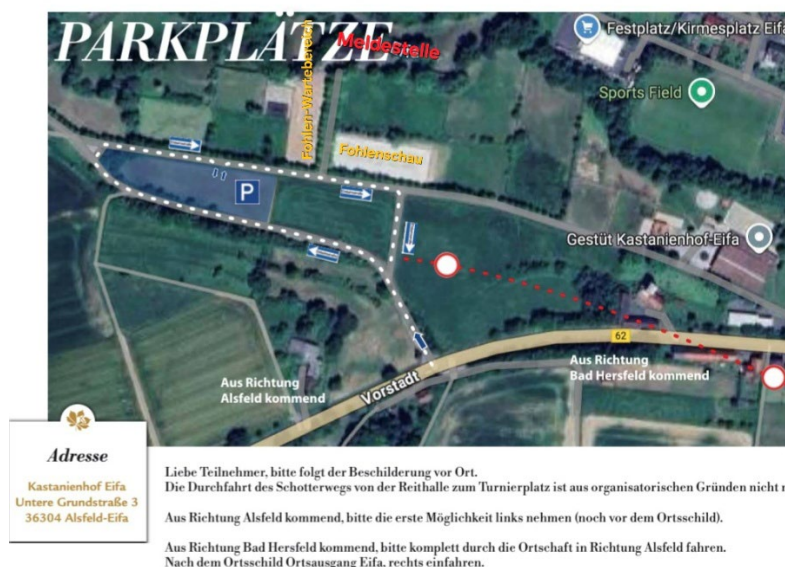 PARKPLÄTZE
Meldestelle
Fohlen-Wartebereich
Fohlenschau
Festplatz/Kirmesplatz Eifa
Sports Field
P
Gestüt Kastanienhof-Eifa
62
Aus Richtung
Bad Hersfeld kommend
Aus Richtung
Alsfeld kommend
Vorstadt
Adresse
Kastanienhof Eifa
Untere Grundstraße 3
36304 Alsfeld-Eifa
Liebe Teilnehmer, bitte folgt der Beschilderung vor Ort.
Die Durchfahrt des Schotterwegs von der Reithalle zum Turnierplatz ist aus organisatorischen Gründen nicht
Aus Richtung Alsfeld kommend, bitte die erste Möglichkeit links nehmen (noch vor dem Ortsschild).
Aus Richtung Bad Hersfeld kommend, bitte komplett durch die Ortschaft in Richtung Alsfeld fahren.
Nach dem Ortsschild Ortsausgang Eifa, rechts einfahren.